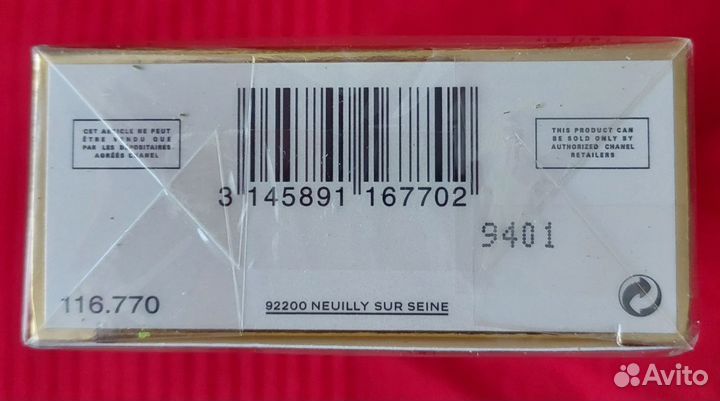 CET ARTICLE NE PEUT
ÊTRE VENDU QUE
PAR LES DÉPOSITAIRES
AGRÉÉS CHANEL
THIS PRODUCT CAN
BE SOLD ONLY BY
AUTHORIZED CHANEL
RETAILERS
3 145891 167702
9401
116.770
92200 NEUILLY SUR SEINE
Avito